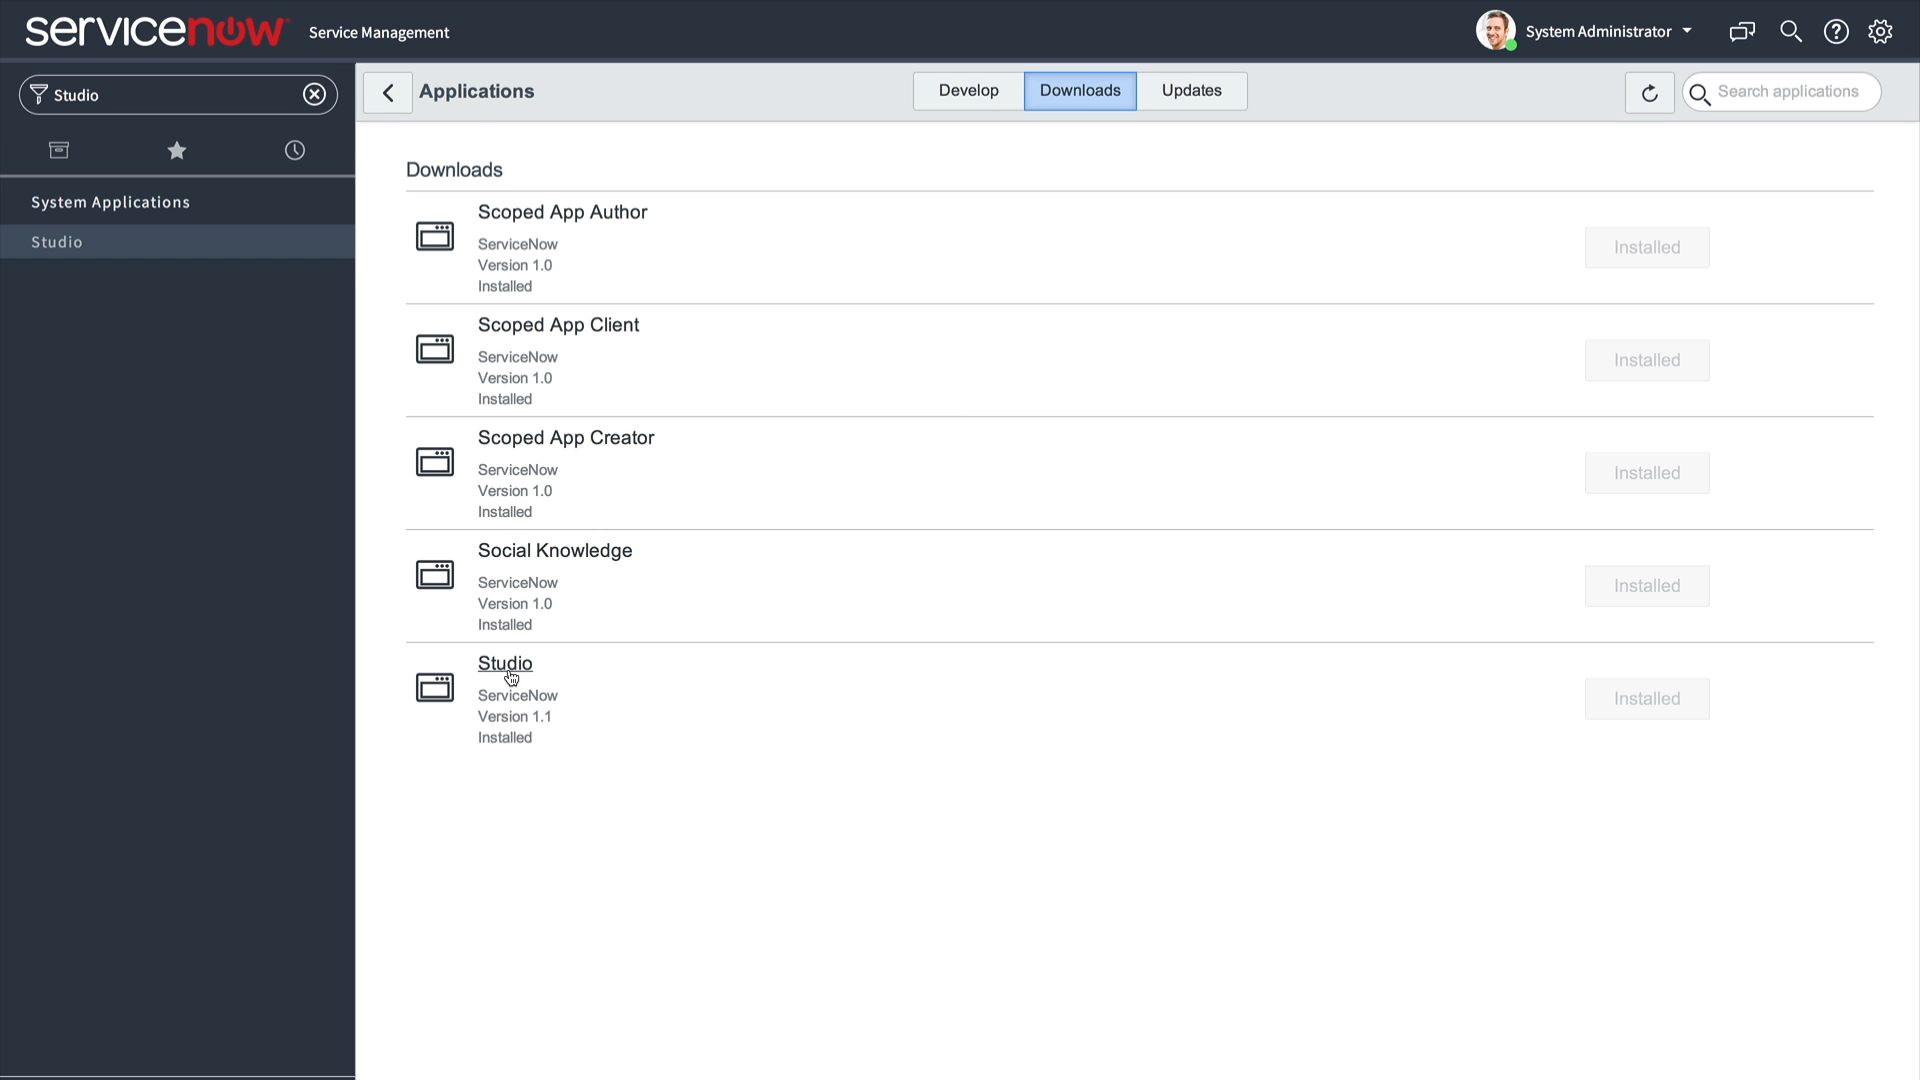 servicenow Service Management
System Administrator
Studio
Applications
Develop Downloads Updates
Search applications
System Applications
Studio
Downloads
Scoped App Author
ServiceNow
Version 1.0
Installed
Installed
Scoped App Client
ServiceNow
Version 1.0
Installed
Installed
Scoped App Creator
ServiceNow
Version 1.0
Installed
Installed
Social Knowledge
ServiceNow
Version 1.0
Installed
Installed
Studio
ServiceNow
Version 1.1
Installed
Installed